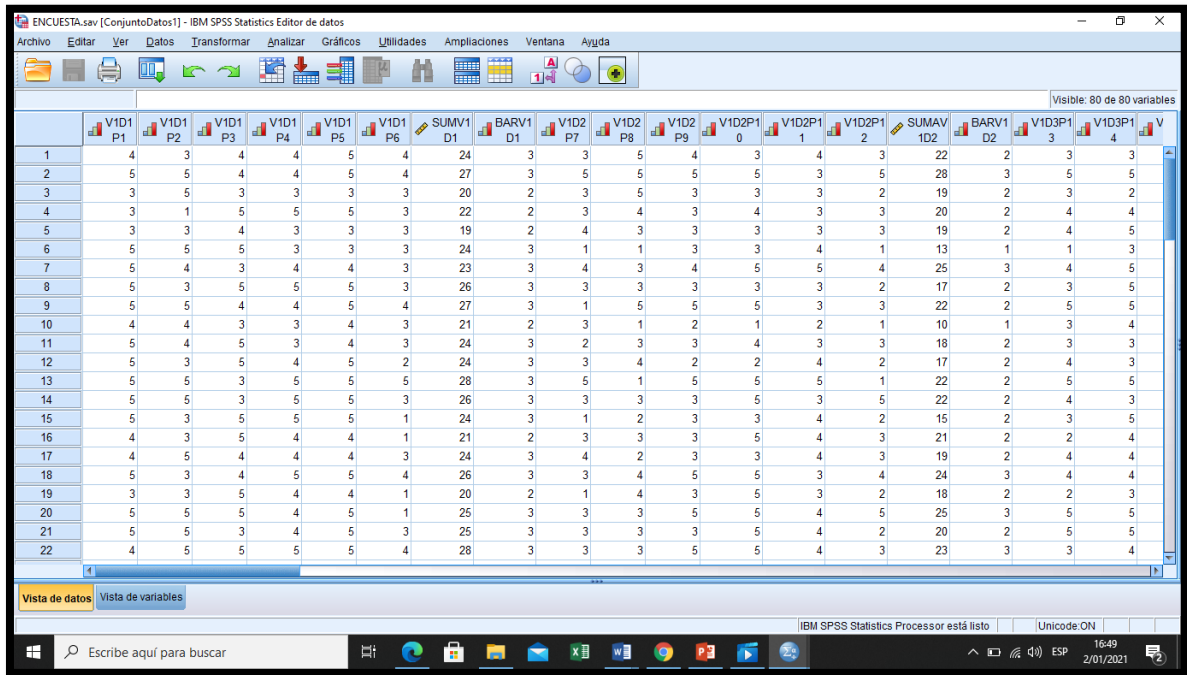 ENCUESTA.sav [ConjuntoDatos1] - IBM SPSS Statistics Editor de datos
Archivo Editar Ver Datos Transformar Analizar Gráficos Utilidades Ampliaciones Ventana Ayuda
Visible: 80 de 80 variables
V1D1P1 V1D1P2 V1D1P3 V1D1P4 V1D1P5 V1D1P6 SUMV1D1 BARV1D1 V1D2P7 V1D2P8 V1D2P9 V1D2P10 V1D2P11 V1D2P12 SUMAV1D2 BARV1D2 V1D3P13 V1D3P14 V
1 4 3 4 4 5 4 24 3 3 5 4 3 4 3 22 2 3 3
2 5 5 4 4 5 4 27 3 5 5 5 5 3 5 28 3 5 5
3 3 5 3 3 3 3 20 2 3 5 3 3 3 2 19 2 3 2
4 3 1 5 5 5 3 22 2 3 4 3 4 3 3 20 2 4 4
5 3 3 4 3 3 3 19 2 4 3 3 3 3 3 19 2 4 5
6 5 5 5 3 3 3 24 3 1 1 3 3 4 1 13 1 1 3
7 5 4 3 4 4 3 23 3 4 3 4 5 5 4 25 3 4 5
8 5 3 5 5 5 3 26 3 3 3 3 3 3 2 17 2 3 5
9 5 5 4 4 5 4 27 3 1 5 5 5 3 3 22 2 5 5
10 4 4 3 3 4 3 21 2 3 1 2 1 2 1 10 1 3 4
11 5 4 5 3 4 3 24 3 2 3 3 4 3 3 18 2 3 3
12 5 3 5 4 5 2 24 3 3 4 2 2 4 2 17 2 4 3
13 5 5 3 5 5 5 28 3 5 1 5 5 5 1 22 2 5 5
14 5 5 3 5 5 3 26 3 3 3 3 5 3 5 22 2 4 3
15 5 3 5 5 5 1 24 3 1 2 3 3 4 2 15 2 3 5
16 4 3 5 4 4 1 21 2 3 3 3 5 4 3 21 2 2 4
17 4 5 4 4 4 3 24 3 4 2 3 3 4 3 19 2 4 4
18 5 3 4 5 5 4 26 3 3 4 5 5 3 4 24 3 4 4
19 3 3 5 4 4 1 20 2 1 4 3 5 3 2 18 2 2 3
20 5 5 5 4 5 1 25 3 3 3 5 5 4 5 25 3 5 5
21 5 5 3 4 5 3 25 3 3 3 3 5 4 2 20 2 5 5
22 4 5 5 5 5 4 28 3 3 3 5 5 4 3 23 3 3 4
Vista de datos Vista de variables
IBM SPSS Statistics Processor está listo Unicode:ON
Escribe aquí para buscar
ESP 16:49
2/01/2021